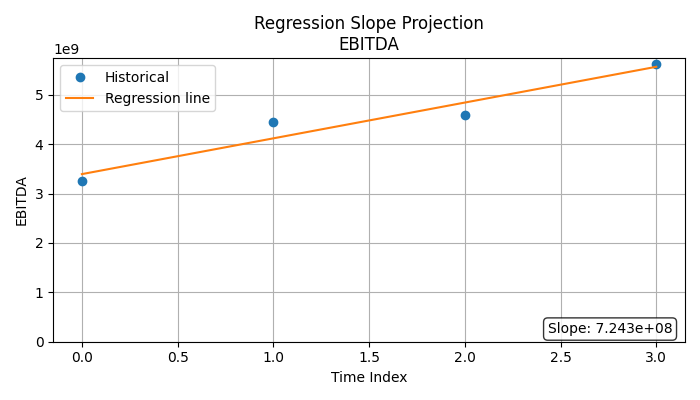 Regression Slope Projection
EBITDA
1e9
Historical
Regression line
5
4
3
2
1
0
EBITDA
Slope: 7.243e+08
0.0 0.5 1.0 1.5 2.0 2.5 3.0
Time Index